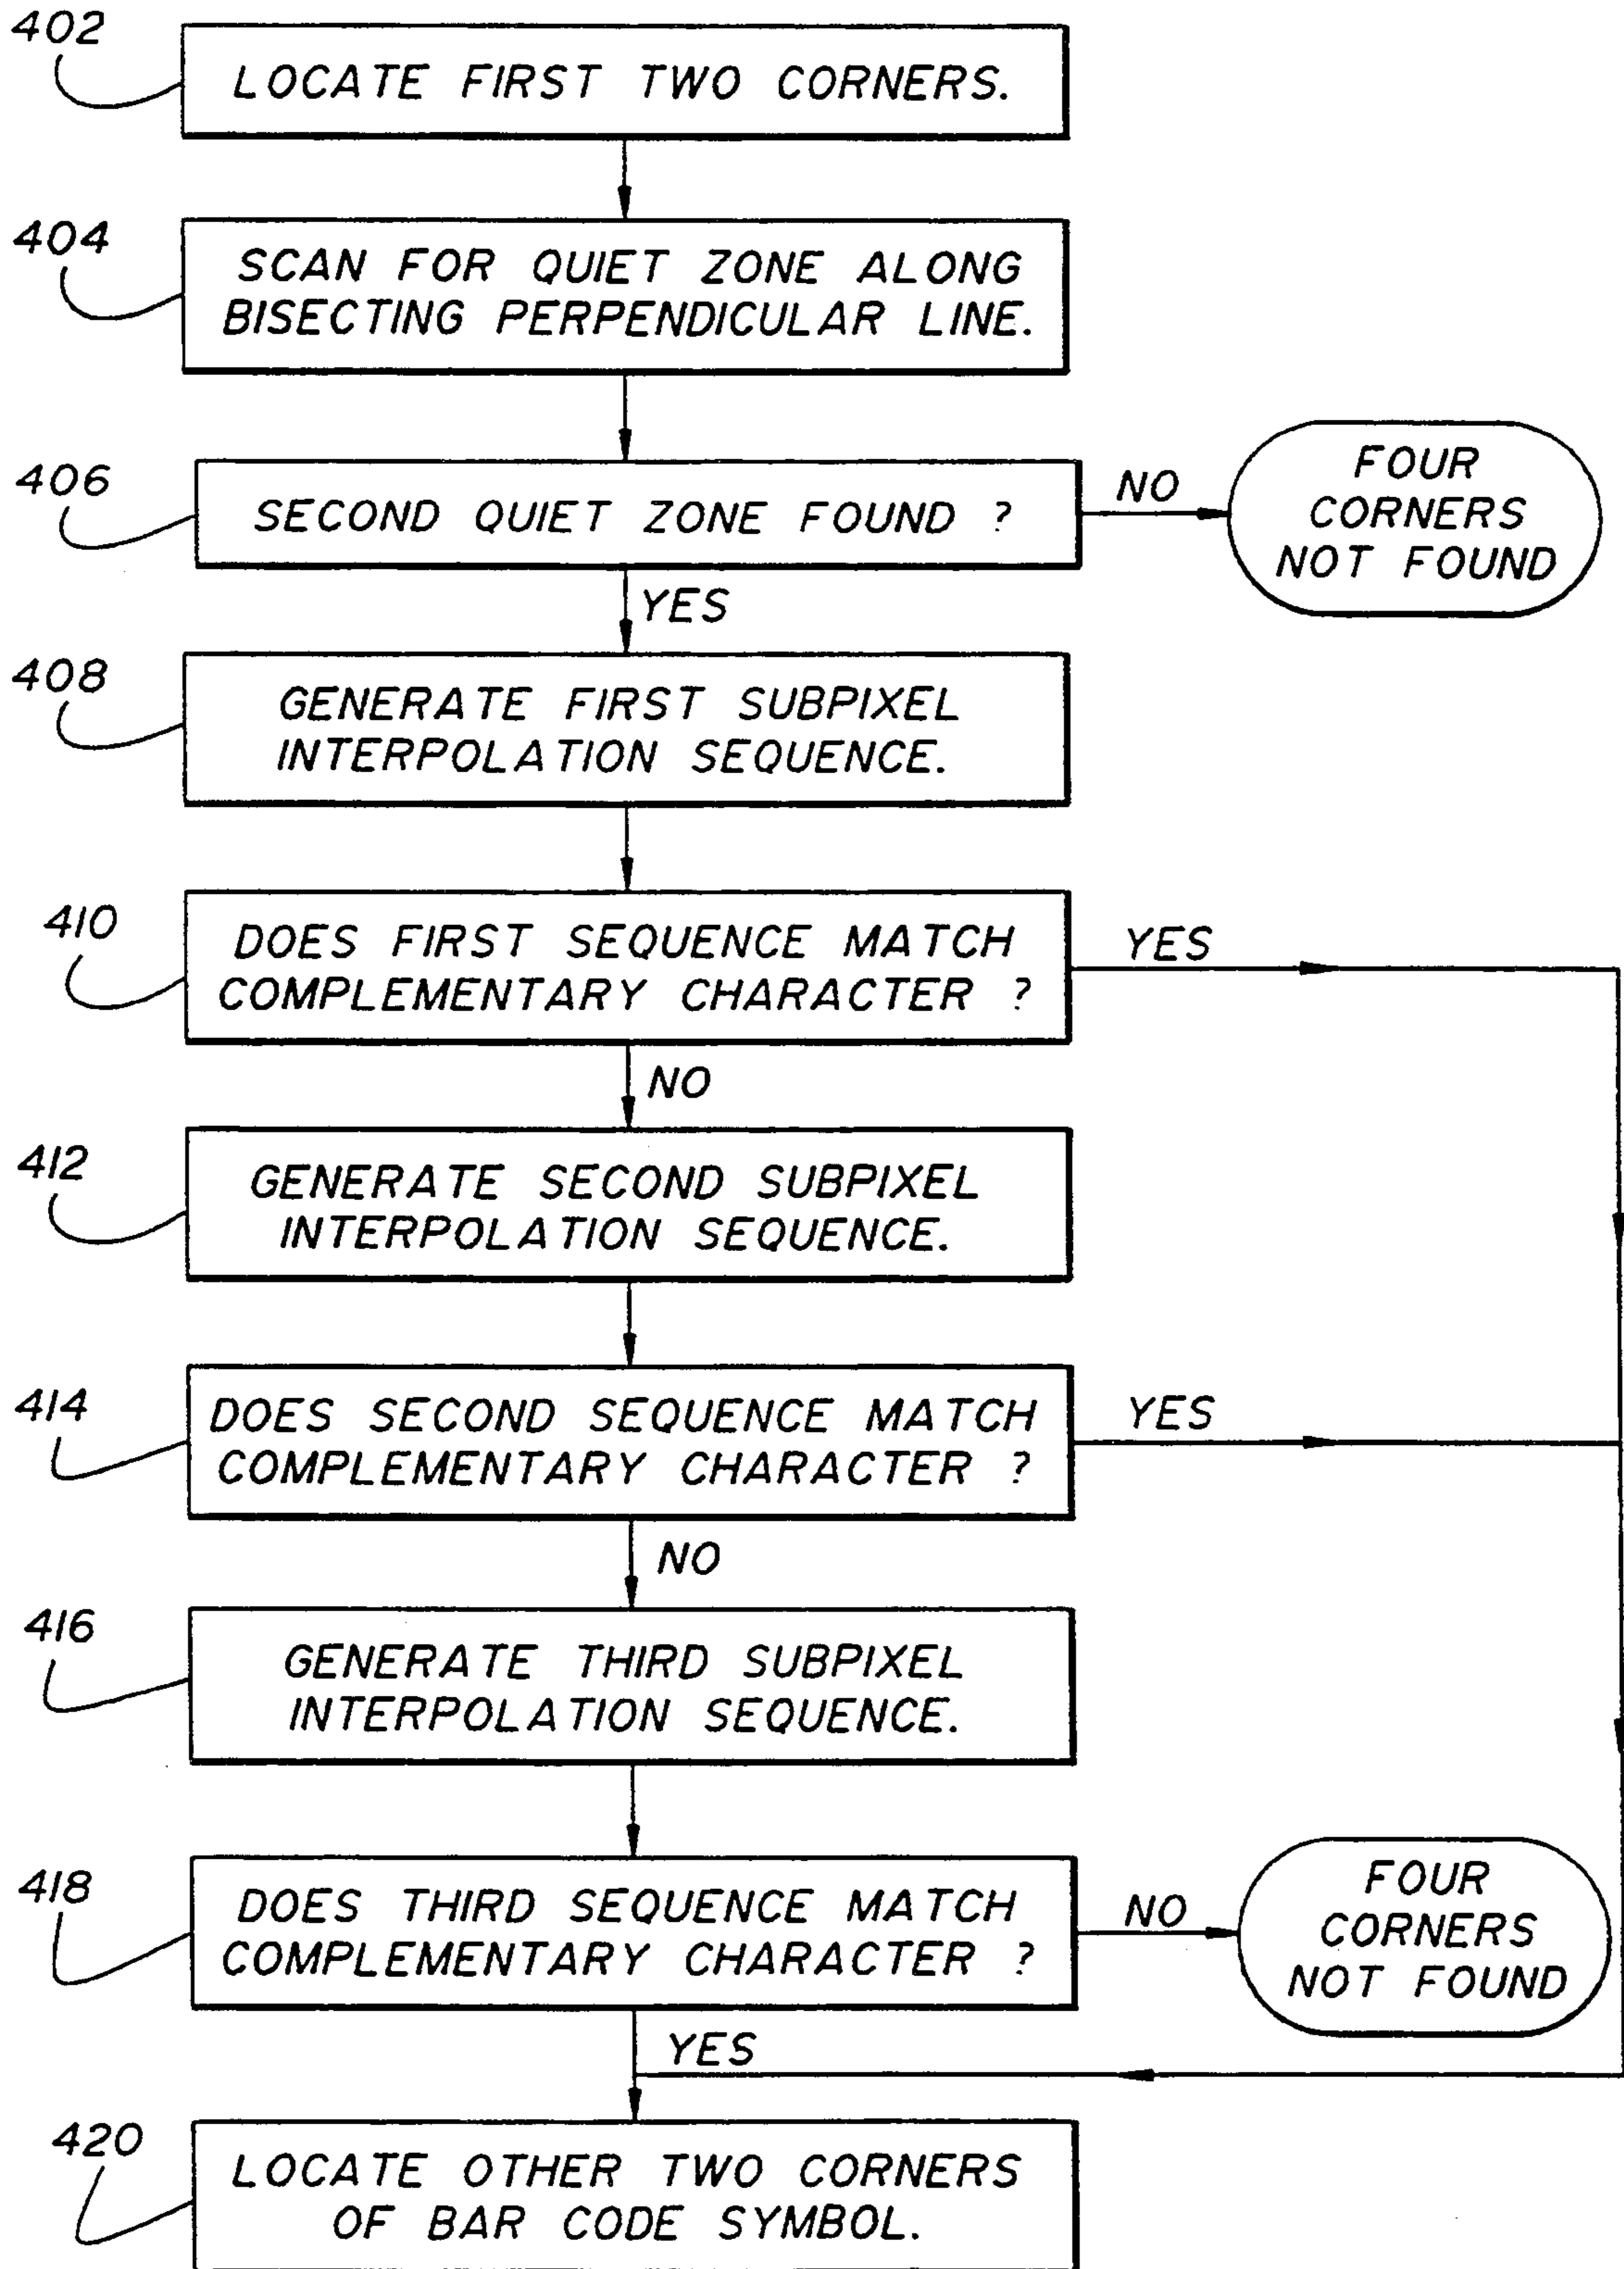 402
LOCATE FIRST TWO CORNERS.
404
SCAN FOR QUIET ZONE ALONG
BISECTING PERPENDICULAR LINE.
406
SECOND QUIET ZONE FOUND ?
NO
FOUR
CORNERS
NOT FOUND
YES
408
GENERATE FIRST SUBPIXEL
INTERPOLATION SEQUENCE.
410
DOES FIRST SEQUENCE MATCH
COMPLEMENTARY CHARACTER ?
YES
NO
412
GENERATE SECOND SUBPIXEL
INTERPOLATION SEQUENCE.
414
DOES SECOND SEQUENCE MATCH
COMPLEMENTARY CHARACTER ?
YES
NO
416
GENERATE THIRD SUBPIXEL
INTERPOLATION SEQUENCE.
418
DOES THIRD SEQUENCE MATCH
COMPLEMENTARY CHARACTER ?
NO
FOUR
CORNERS
NOT FOUND
YES
420
LOCATE OTHER TWO CORNERS
OF BAR CODE SYMBOL.